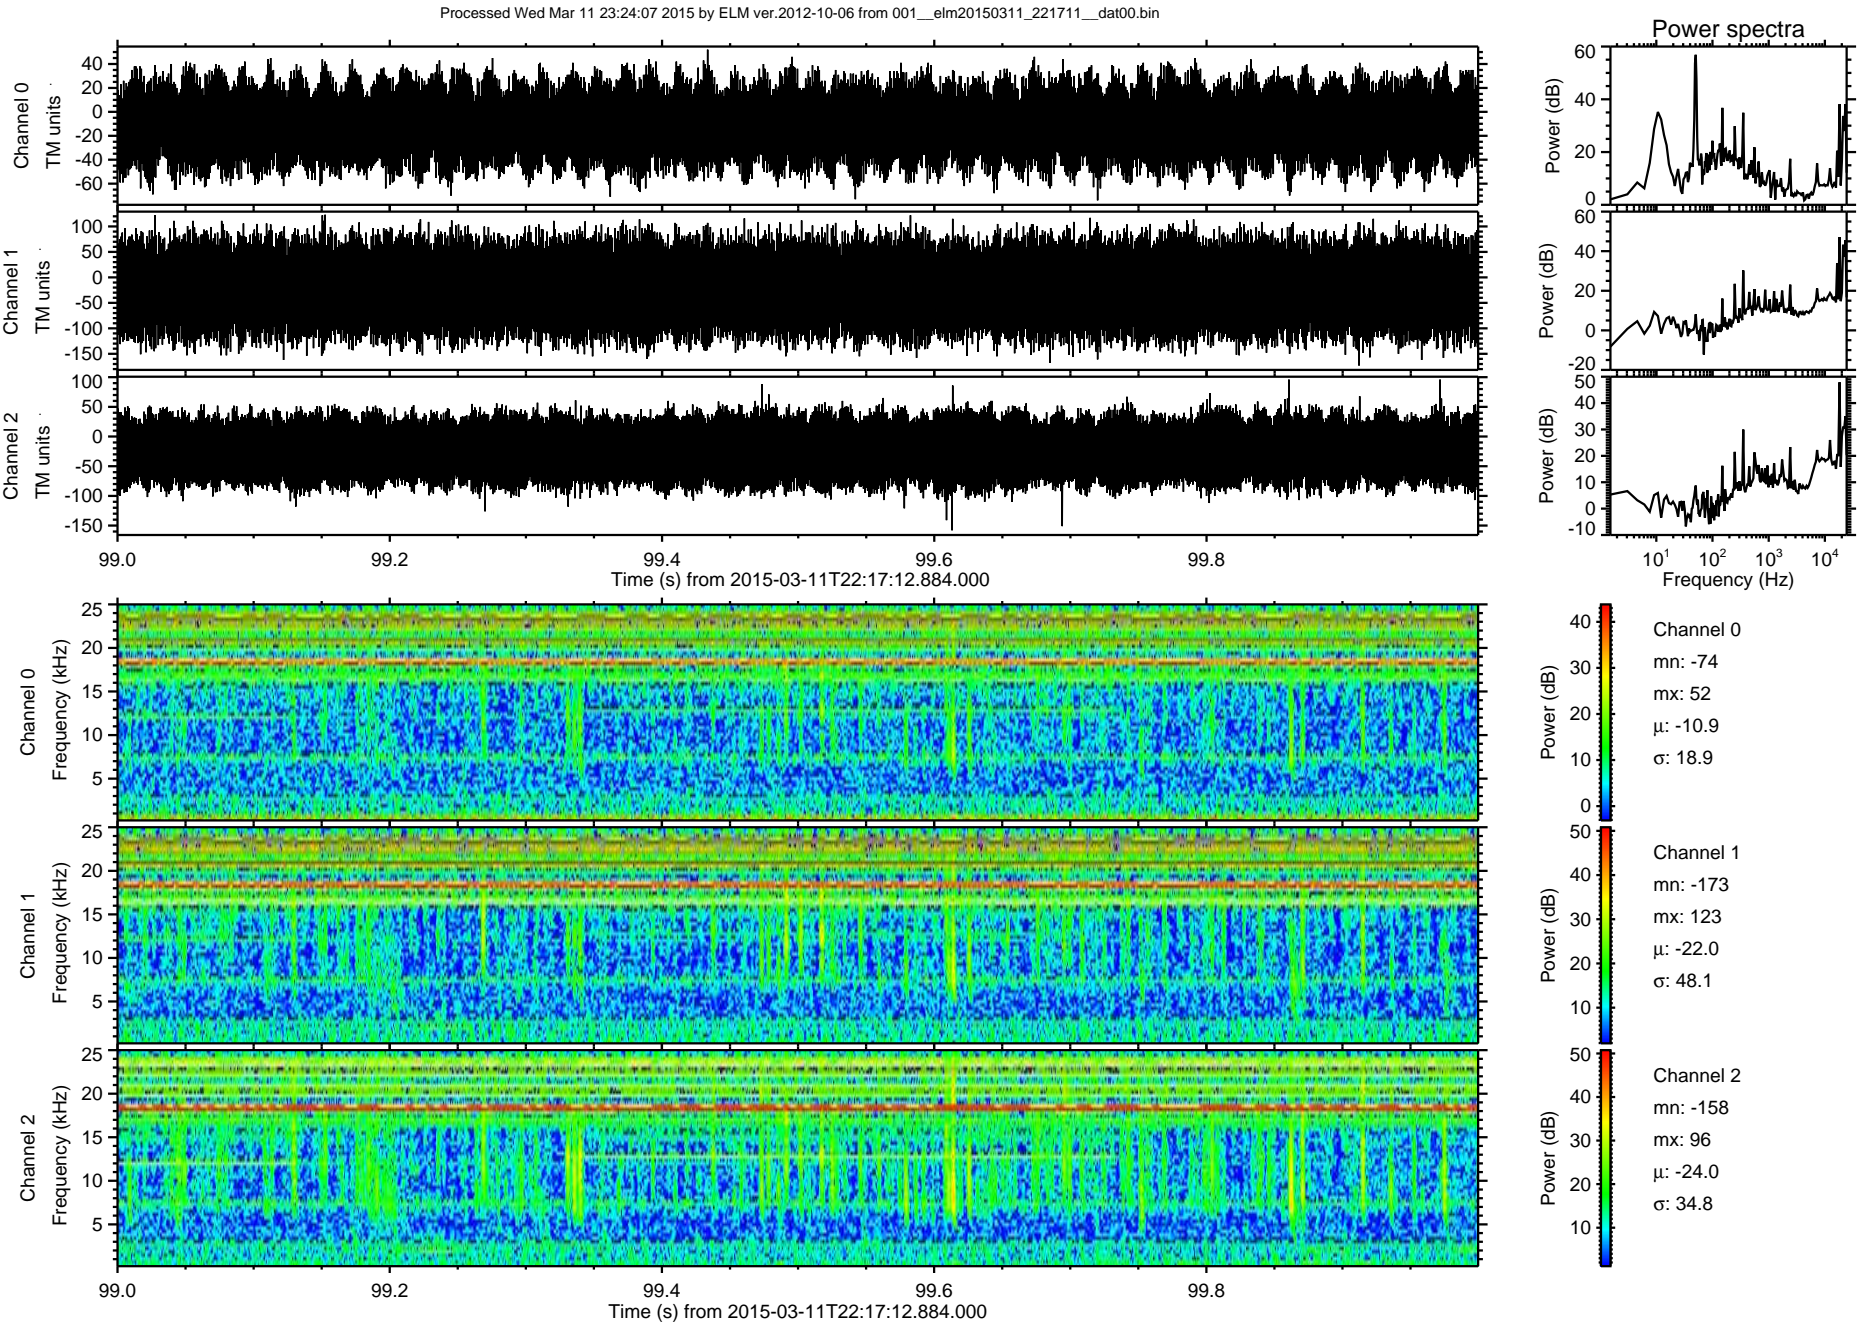 Processed Wed Mar 11 23:24:07 2015 by ELM ver.2012-10-06 from 001__elm20150311_221711__dat00.bin
Power spectra
Channel 0
TM units
40
20
0
-20
-40
-60
Power (dB)
60
40
20
0
Channel 1
TM units
100
50
0
-50
-100
-150
Power (dB)
60
40
20
0
-20
Channel 2
TM units
100
50
0
-50
-100
-150
Power (dB)
50
40
30
20
10
0
-10
99.0 99.2 99.4 99.6 99.8
Time (s) from 2015-03-11T22:17:12.884.000
10¹ 10² 10³ 10⁴
Frequency (Hz)
Channel 0
Frequency (kHz)
25
20
15
10
5
Power (dB)
40
30
20
10
0
Channel 0
mn: -74
mx: 52
µ: -10.9
σ: 18.9
Channel 1
Frequency (kHz)
25
20
15
10
5
Power (dB)
50
40
30
20
10
Channel 1
mn: -173
mx: 123
µ: -22.0
σ: 48.1
Channel 2
Frequency (kHz)
25
20
15
10
5
Power (dB)
50
40
30
20
10
Channel 2
mn: -158
mx: 96
µ: -24.0
σ: 34.8
99.0 99.2 99.4 99.6 99.8
Time (s) from 2015-03-11T22:17:12.884.000